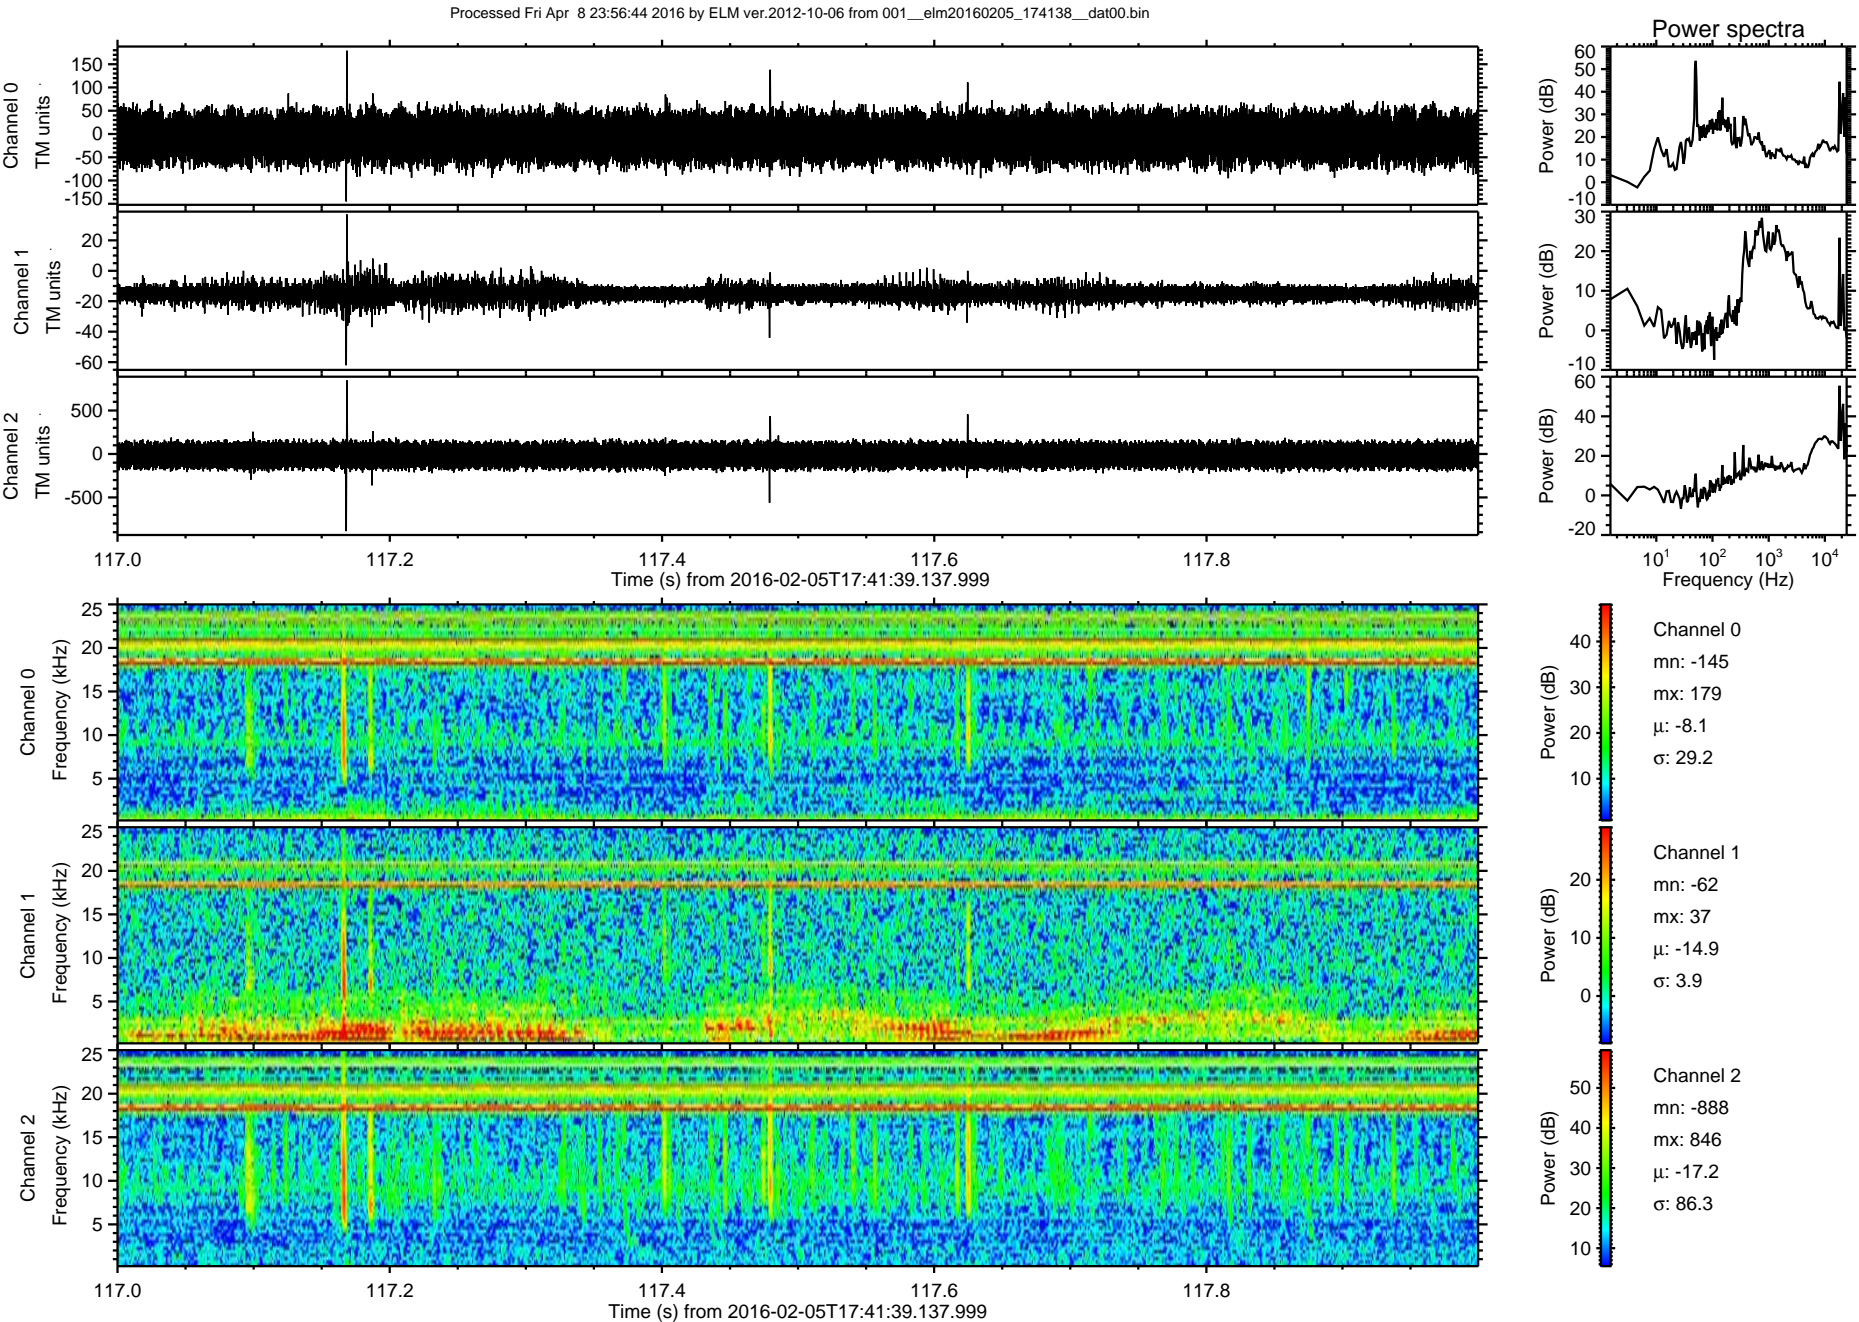 Processed Fri Apr  8 23:56:44 2016 by ELM ver.2012-10-06 from 001__elm20160205_174138__dat00.bin
Power spectra
Channel 0
TM units
150
100
50
0
-50
-100
-150
Power (dB)
60
50
40
30
20
10
0
-10
Channel 1
TM units
20
0
-20
-40
-60
Power (dB)
30
20
10
0
-10
Channel 2
TM units
500
0
-500
Power (dB)
60
40
20
0
-20
117.0 117.2 117.4 117.6 117.8
Time (s) from 2016-02-05T17:41:39.137.999
10^1 10^2 10^3 10^4
Frequency (Hz)
Channel 0
Frequency (kHz)
25
20
15
10
5
Power (dB)
40
30
20
10
Channel 0
mn: -145
mx: 179
μ: -8.1
σ: 29.2
Channel 1
Frequency (kHz)
25
20
15
10
5
Power (dB)
20
10
0
Channel 1
mn: -62
mx: 37
μ: -14.9
σ: 3.9
Channel 2
Frequency (kHz)
25
20
15
10
5
Power (dB)
50
40
30
20
10
Channel 2
mn: -888
mx: 846
μ: -17.2
σ: 86.3
117.0 117.2 117.4 117.6 117.8
Time (s) from 2016-02-05T17:41:39.137.999